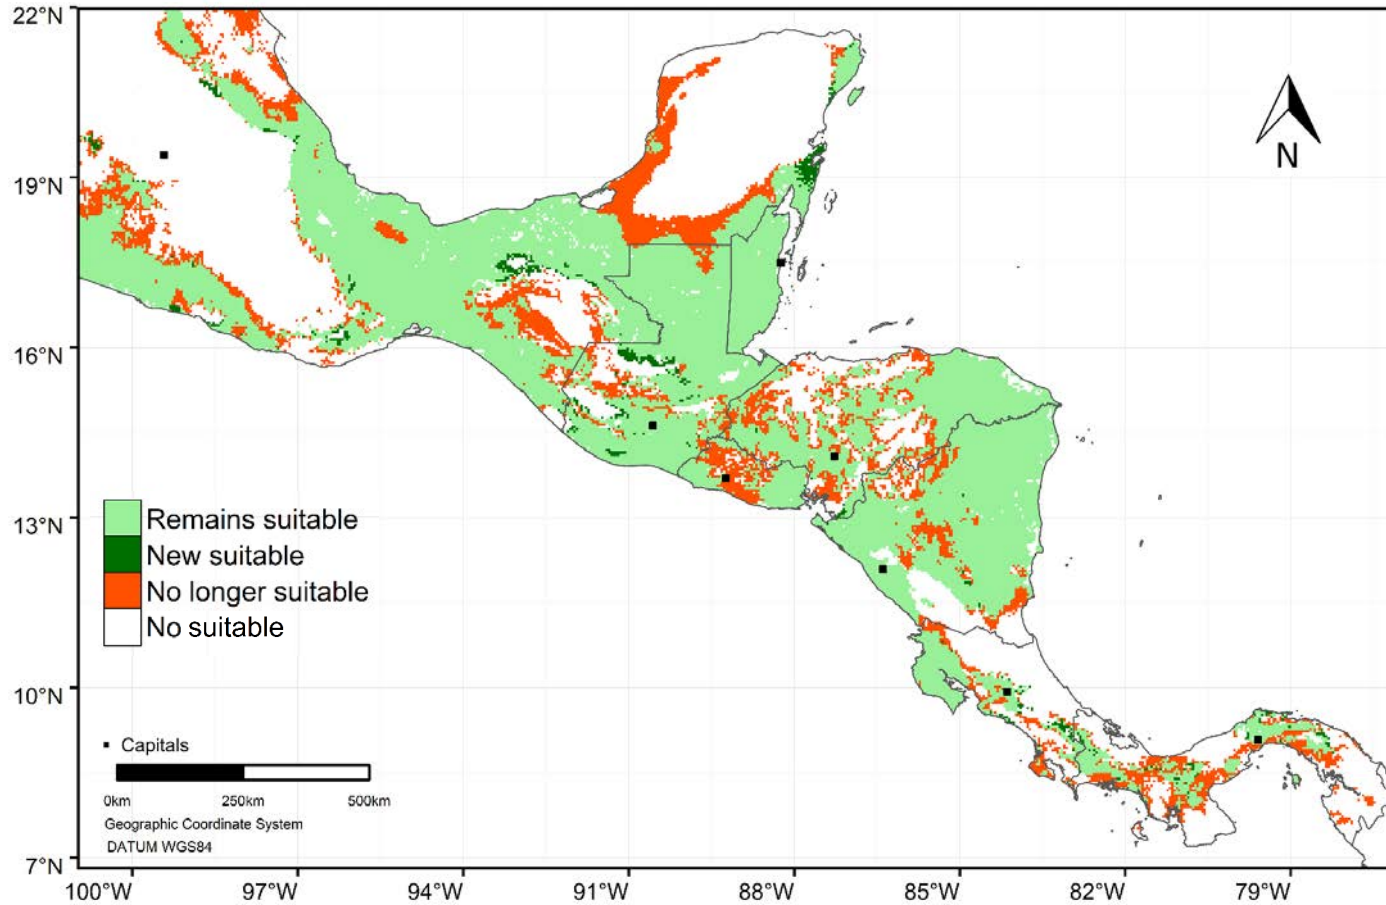 22°N
19°N
16°N
13°N
10°N
7°N
N
Remains suitable
New suitable
No longer suitable
No suitable
Capitals
0km 250km 500km
Geographic Coordinate System
DATUM WGS84
100°W 97°W 94°W 91°W 88°W 85°W 82°W 79°W